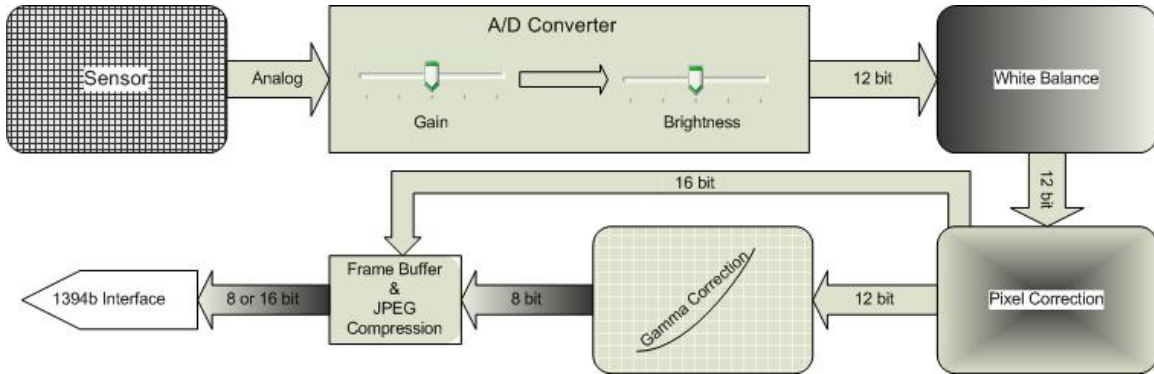 A/D Converter
Sensor
Analog
Gain
Brightness
12 bit
White Balance
12 bit
16 bit
Pixel Correction
12 bit
Gamma Correction
8 bit
Frame Buffer
&
JPEG
Compression
8 or 16 bit
1394b Interface